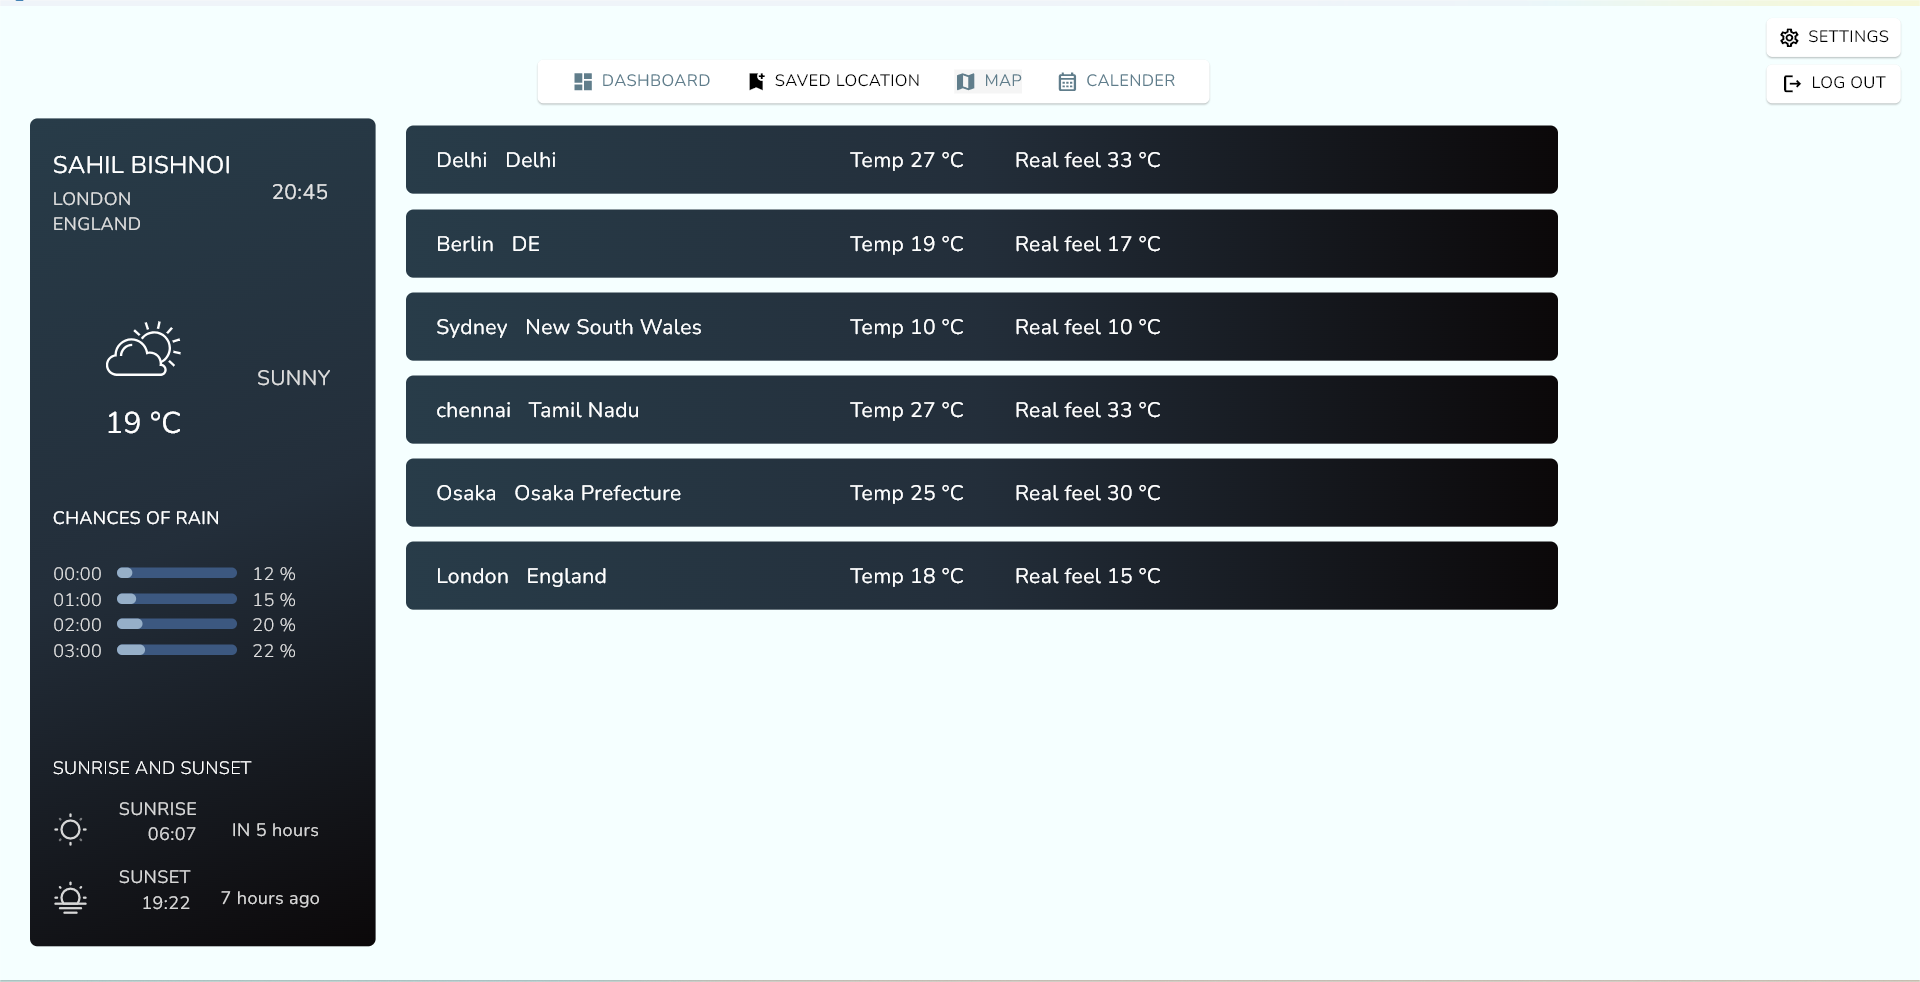 SETTINGS
LOG OUT
DASHBOARD SAVED LOCATION MAP CALENDER
SAHIL BISHNOI
LONDON
ENGLAND
20:45
SUNNY
19 °C
CHANCES OF RAIN
00:00 12 %
01:00 15 %
02:00 20 %
03:00 22 %
SUNRISE AND SUNSET
SUNRISE
06:07
IN 5 hours
SUNSET
19:22
7 hours ago
Delhi Delhi Temp 27 °C Real feel 33 °C
Berlin DE Temp 19 °C Real feel 17 °C
Sydney New South Wales Temp 10 °C Real feel 10 °C
chennai Tamil Nadu Temp 27 °C Real feel 33 °C
Osaka Osaka Prefecture Temp 25 °C Real feel 30 °C
London England Temp 18 °C Real feel 15 °C